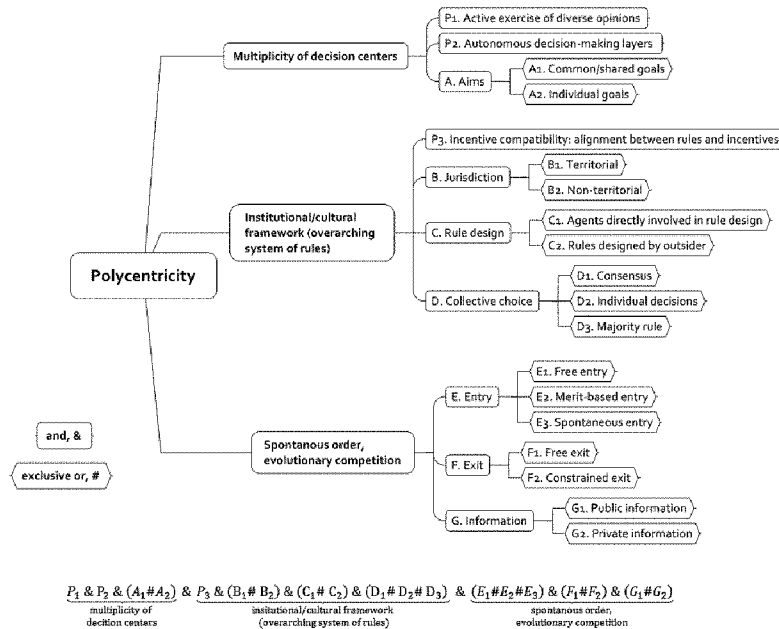 P1. Active exercise of diverse opinions
P2. Autonomous decision-making layers
Multiplicity of decision centers
A. Aims
A1. Common/shared goals
A2. Individual goals
P3. Incentive compatibility: alignment between rules and incentives
B. Jurisdiction
B1. Territorial
B2. Non-territorial
Institutional/cultural
framework (overarching
system of rules)
C. Rule design
C1. Agents directly involved in rule design
C2. Rules designed by outsider
Polycentricity
D. Collective choice
D1. Consensus
D2. Individual decisions
D3. Majority rule
E. Entry
E1. Free entry
E2. Merit-based entry
E3. Spontaneous entry
and, &
exclusive or, #
Spontanous order,
evolutionary competition
F. Exit
F1. Free exit
F2. Constrained exit
G. Information
G1. Public information
G2. Private information
P₁ & P₂ & (A₁#A₂) & P₃ & (B₁# B₂) & (C₁# C₂) & (D₁# D₂# D₃) & (E₁#E₂#E₃) & (F₁#F₂) & (G₁#G₂)
multiplicity of
decition centers
insitutional/cultural framework
(overarching system of rules)
spontanous order,
evolutionary competition